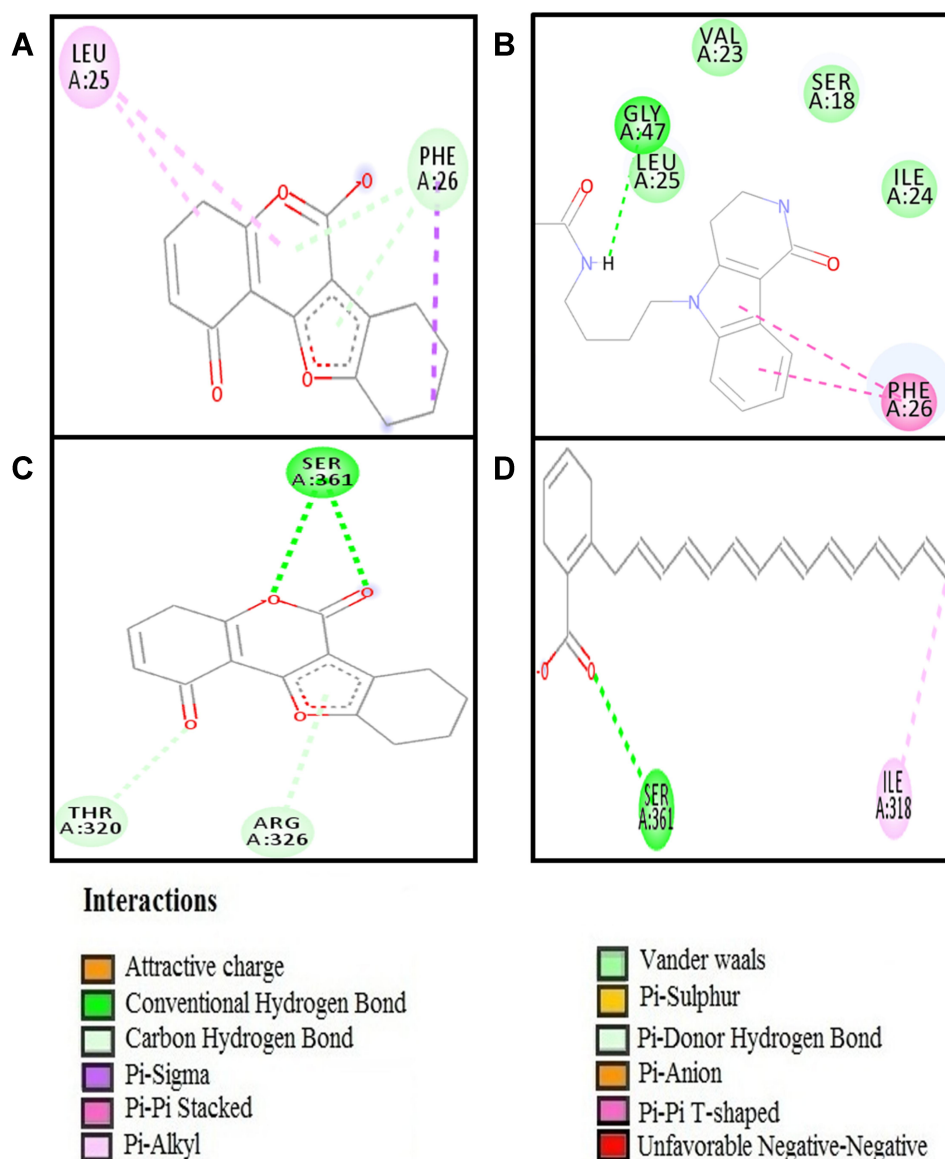 A
LEU
A:25
PHE
A:26
O
O
O
O
O
B
VAL
A:23
SER
A:18
GLY
A:47
LEU
A:25
ILE
A:24
O
N
H
N
N
O
PHE
A:26
C
SER
A:361
O
O
O
O
THR
A:320
ARG
A:326
D
O
O
SER
A:361
ILE
A:318
Interactions
Attractive charge
Conventional Hydrogen Bond
Carbon Hydrogen Bond
Pi-Sigma
Pi-Pi Stacked
Pi-Alkyl
Vander waals
Pi-Sulphur
Pi-Donor Hydrogen Bond
Pi-Anion
Pi-Pi T-shaped
Unfavorable Negative-Negative